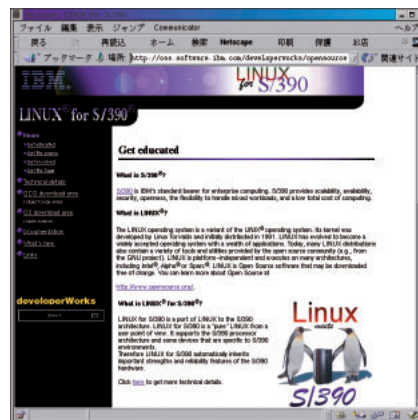 ファイル 編集 表示 ジャンプ Communicator ヘルプ
戻る 再読込 ホーム 検索 Netscape 印刷 保護 お店
ブックマーク 場所: http://oss.software.ibm.com/developerworks/opensource 関連サイト
IBM
LINUX for S/390
LINUX® for S/390®
Home
Technical details
OCO download area
OS download area
Documentation
What's new
Links
developerWorks
Get educated
What is S/390®?
S/390 is IBM's standard bearer for enterprise computing. S/390 provides scalability, availability,
security, openness, the flexibility to handle mixed workloads, and a low total cost of computing.
What is LINUX®?
The LINUX operating system is a variant of the UNIX® operating system. Its kernel was
developed by Linus Torvalds and initially distributed in 1991. LINUX has evolved to become a
widely accepted operating system with a wealth of applications. Today, many LINUX distributions
also contain a variety of tools and utilities provided by the open source community (e.g., from
the GNU project). LINUX is platform-independent and executes on many architectures,
including Intel®, Alpha® or Sparc®. LINUX is Open Source software that may be downloaded
free of charge. You can learn more about Open Source at
http://www.opensource.org/.
What is LINUX® for S/390®?
LINUX for S/390 is a port of LINUX to the S/390
architecture. LINUX for S/390 is a "pure" LINUX from a
user point of view. It supports the S/390 processor
architecture and some devices that are specific to S/390
environments.
Therefore LINUX for S/390 automatically inherits
important strengths and reliability features of the S/390
hardware.
Click here to get more technical details.
Linux
meets
S/390